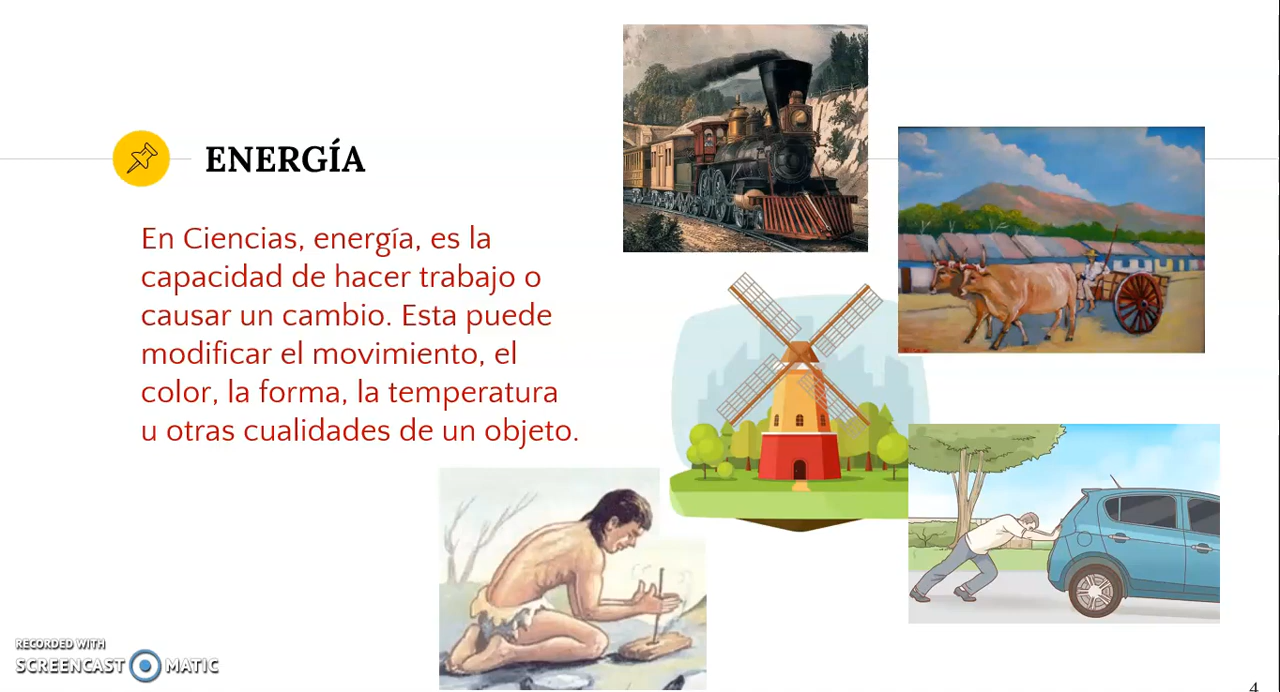 ENERGÍA
En Ciencias, energía, es la
capacidad de hacer trabajo o
causar un cambio. Esta puede
modificar el movimiento, el
color, la forma, la temperatura
u otras cualidades de un objeto.
RECORDED WITH
SCREENCAST MATIC
4